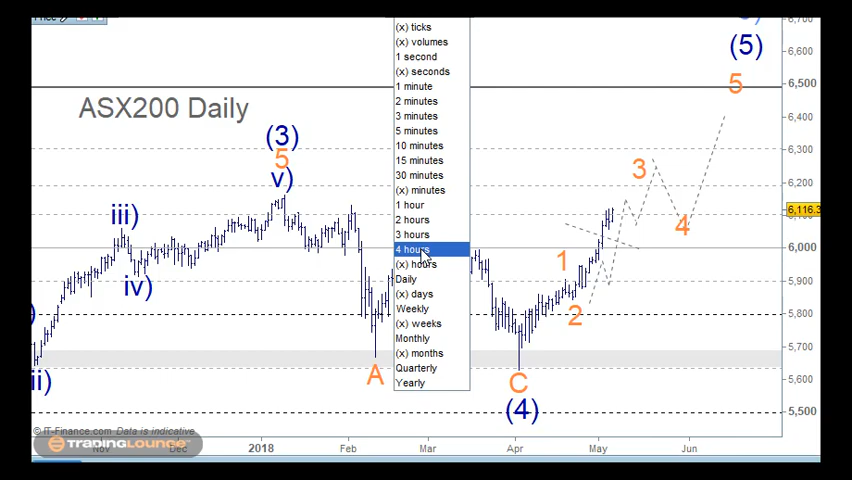 6,700
(5)
6,600
5
6,500
ASX200 Daily
6,400
(3)
5
v)
6,300
3
6,200
iii)
6,116.3
4
6,000
1
iv)
5,900
2
5,800
5,700
A
C
ii)
5,600
(4)
5,500
(x) ticks
(x) volumes
1 second
(x) seconds
1 minute
2 minutes
3 minutes
5 minutes
10 minutes
15 minutes
30 minutes
(x) minutes
1 hour
2 hours
3 hours
4 hours
(x) hours
Daily
(x) days
Weekly
(x) weeks
Monthly
(x) months
Quarterly
Yearly
© IT-Finance.com Data is indicative
TRADINGLOUNGE
Nov Dec 2018 Feb Mar Apr May Jun